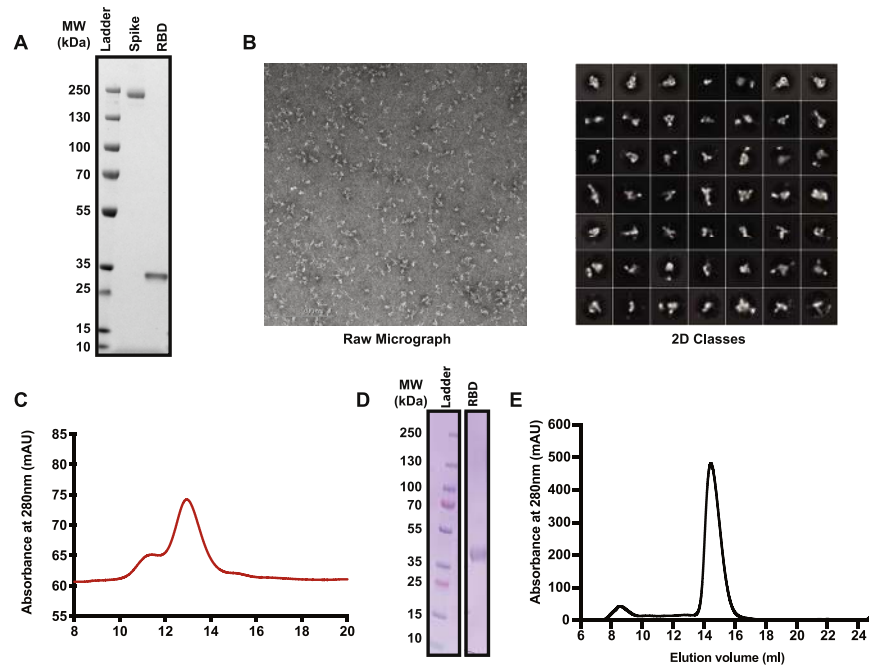 A
MW
(kDa)
Ladder
Spike
RBD
250
130
100
70
55
35
25
15
10
B
Raw Micrograph
2D Classes
C
Absorbance at 280nm (mAU)
85
80
75
70
65
60
55
8 10 12 14 16 18 20
D
MW
(kDa)
Ladder
RBD
250
130
100
70
55
35
25
15
10
E
Absorbance at 280nm (mAU)
600
500
400
300
200
100
0
6 8 10 12 14 16 18 20 22 24
Elution volume (ml)